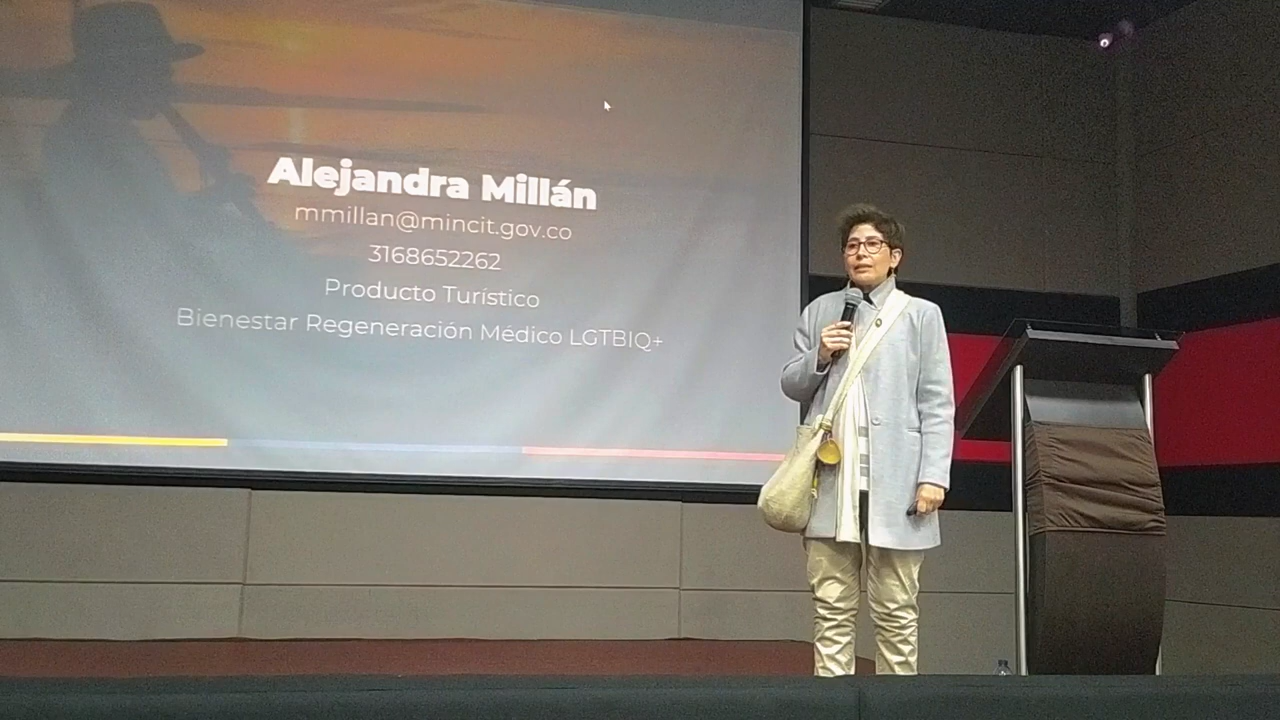 Alejandra Millán
mmillan@mincit.gov.co
3168652262
Producto Turístico
Bienestar Regeneración Médico LGTBIQ+